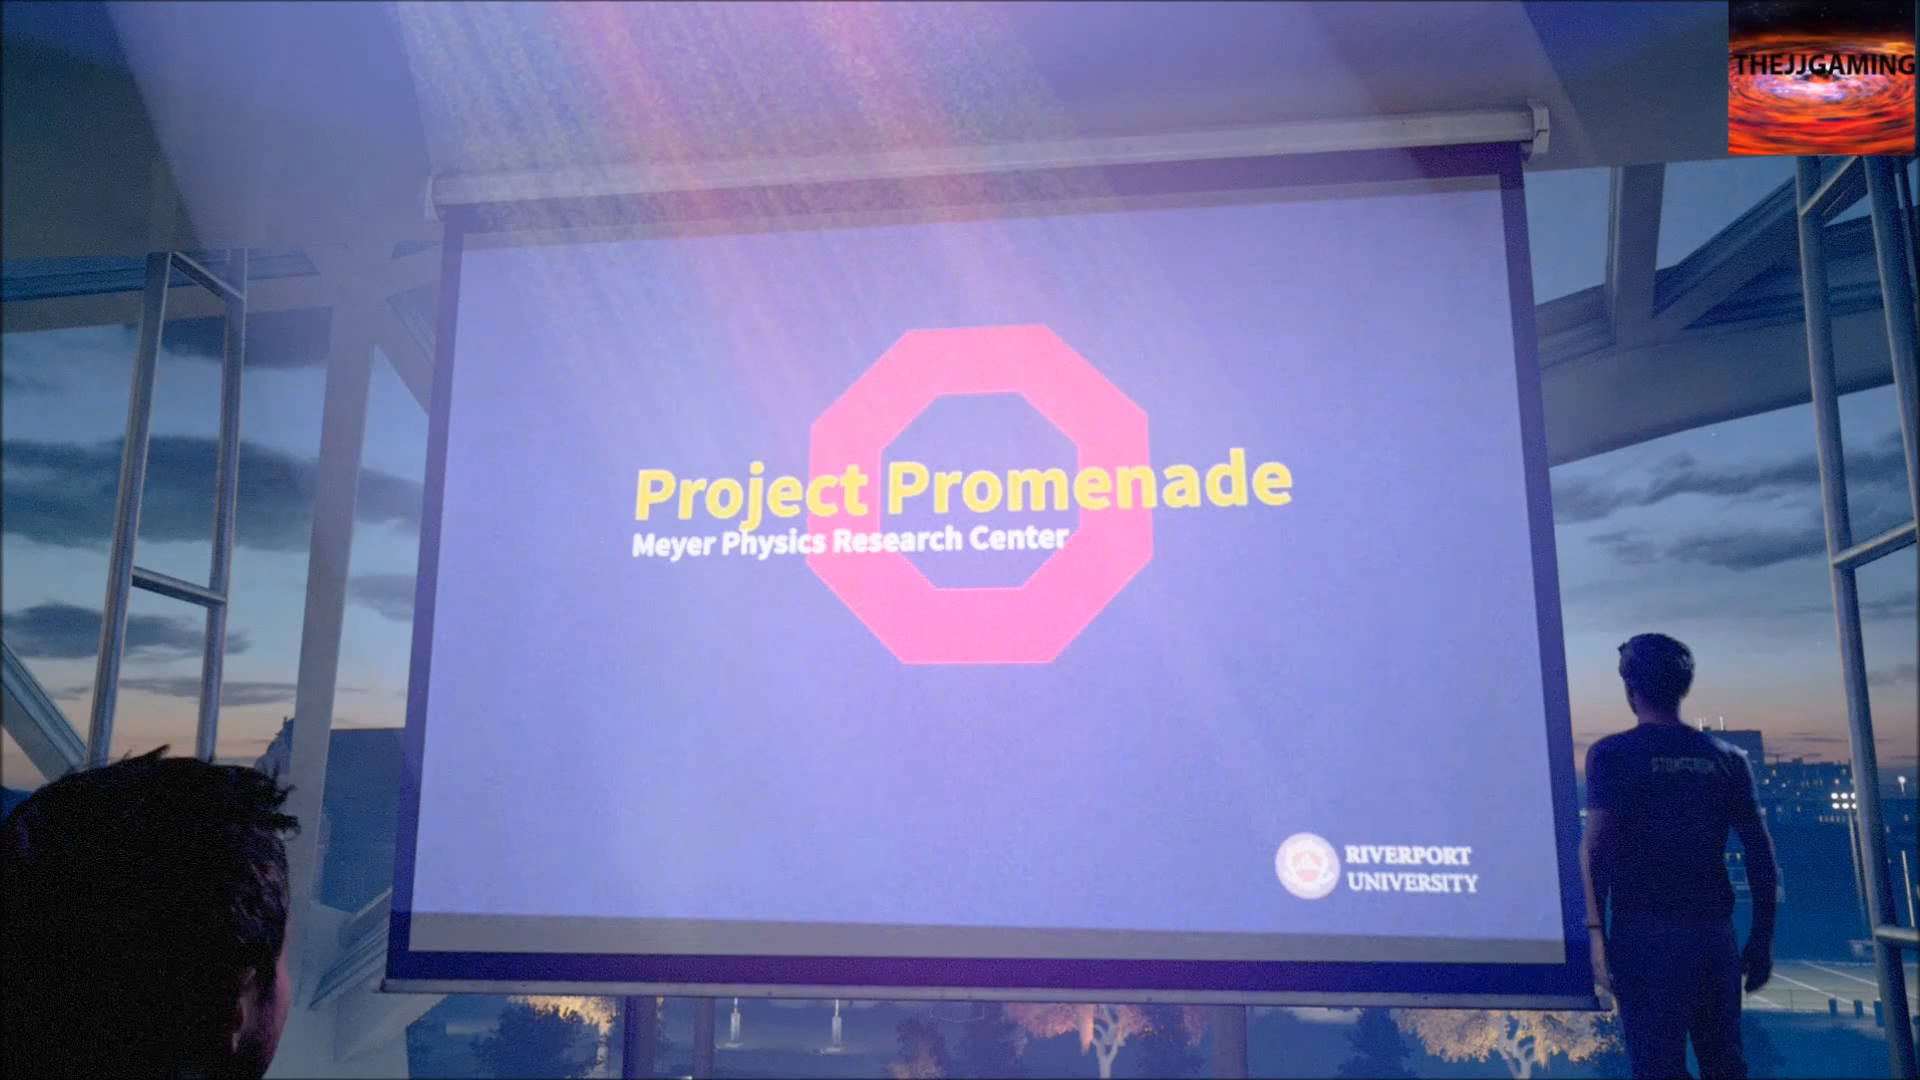 THEJJGAMING
Project Promenade
Meyer Physics Research Center
RIVERPORT
UNIVERSITY